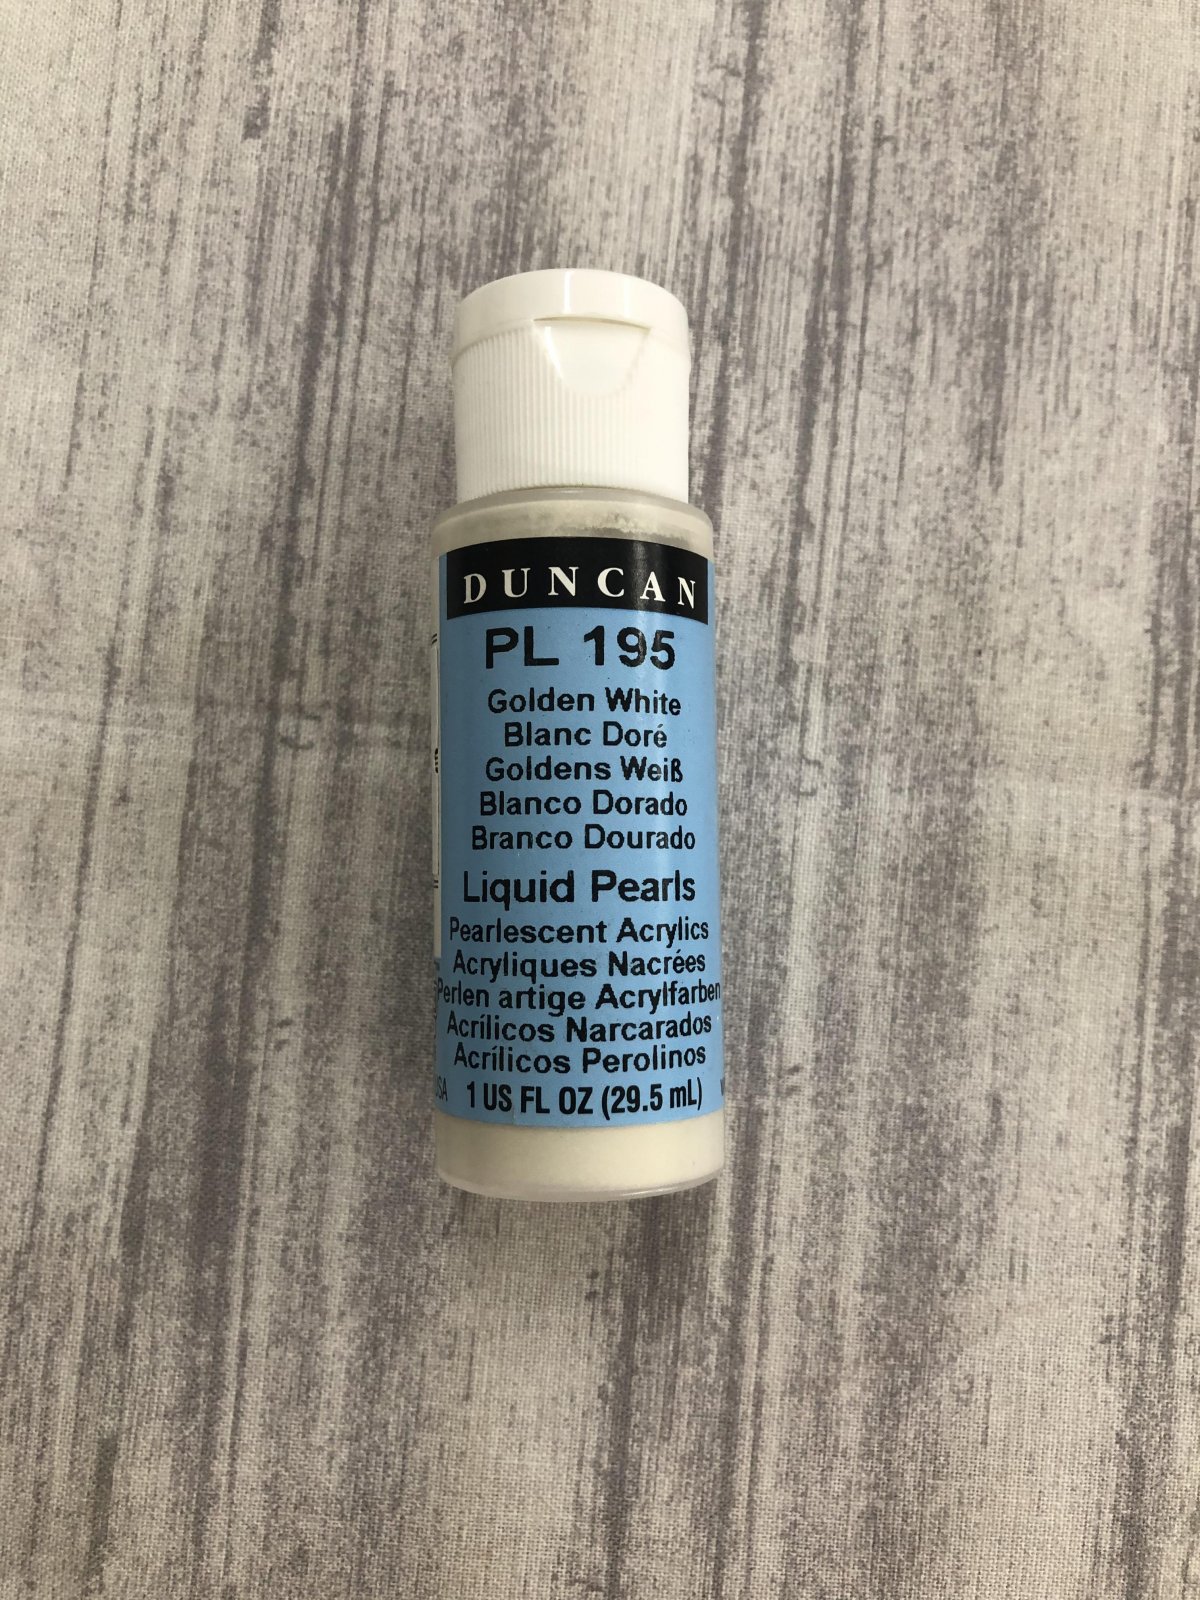 DUNCAN
PL 195
Golden White
Blanc Doré
Goldens Weiß
Blanco Dorado
Branco Dourado
Liquid Pearls
Pearlescent Acrylics
Acryliques Nacrées
Perlen artige Acrylfarben
Acrílicos Narcarados
Acrílicos Perolinos
USA 1 US FL OZ (29.5 mL)